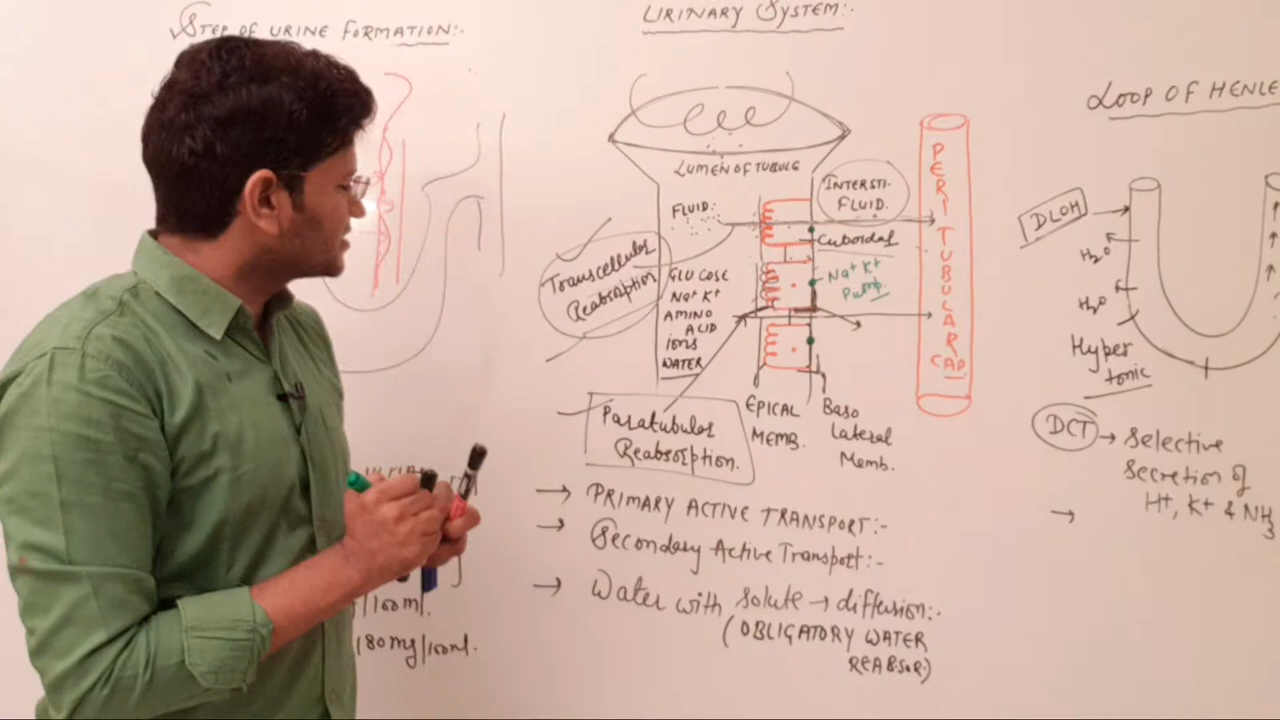 STEP OF URINE FORMATION:-
URINARY SYSTEM:-
LOOP OF HENLE
LUMEN OF TUBULE
FLUID:
INTERSTI-
FLUID.
Cuboidal
Na+ K+
Pump.
PERITUBULAR
CAP
Transcellular
Reabsorption
GLUCOSE
Na+ K+
AMINO
ACID
ions
WATER
Paratubular
Reabsorption.
EPICAL
MEMB.
Baso
lateral
Memb.
→ PRIMARY ACTIVE TRANSPORT:-
→ Secondary Active Transport:-
→ Water with solute → diffusion:-
(OBLIGATORY WATER
REABSOR)
DLOH
H2O
H2O
Hyper
tonic
DCT → Selective
secretion of
H+, K+ & NH3
→
/100ml.
180mg/100ml.